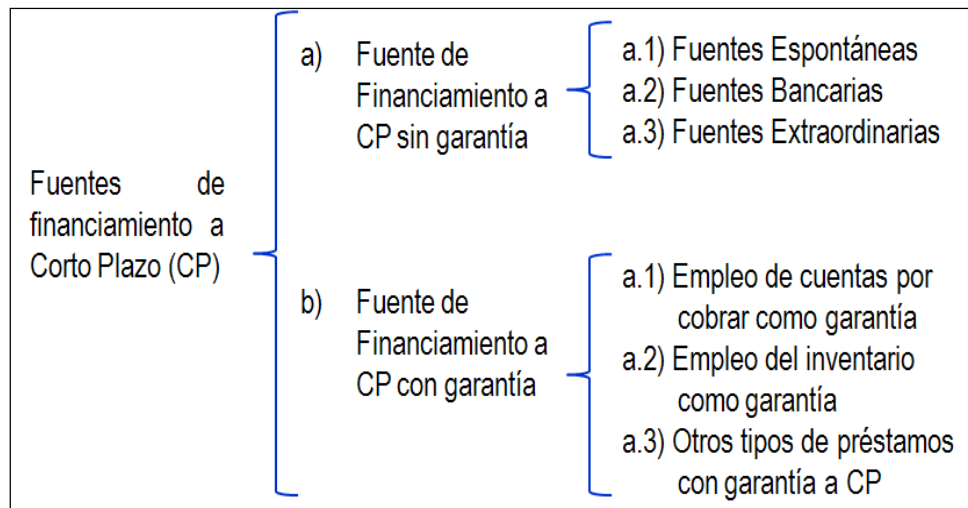 Fuentes de
financiamiento a
Corto Plazo (CP)
a) Fuente de
Financiamiento a
CP sin garantía
a.1) Fuentes Espontáneas
a.2) Fuentes Bancarias
a.3) Fuentes Extraordinarias
b) Fuente de
Financiamiento a
CP con garantía
a.1) Empleo de cuentas por
cobrar como garantía
a.2) Empleo del inventario
como garantía
a.3) Otros tipos de préstamos
con garantía a CP